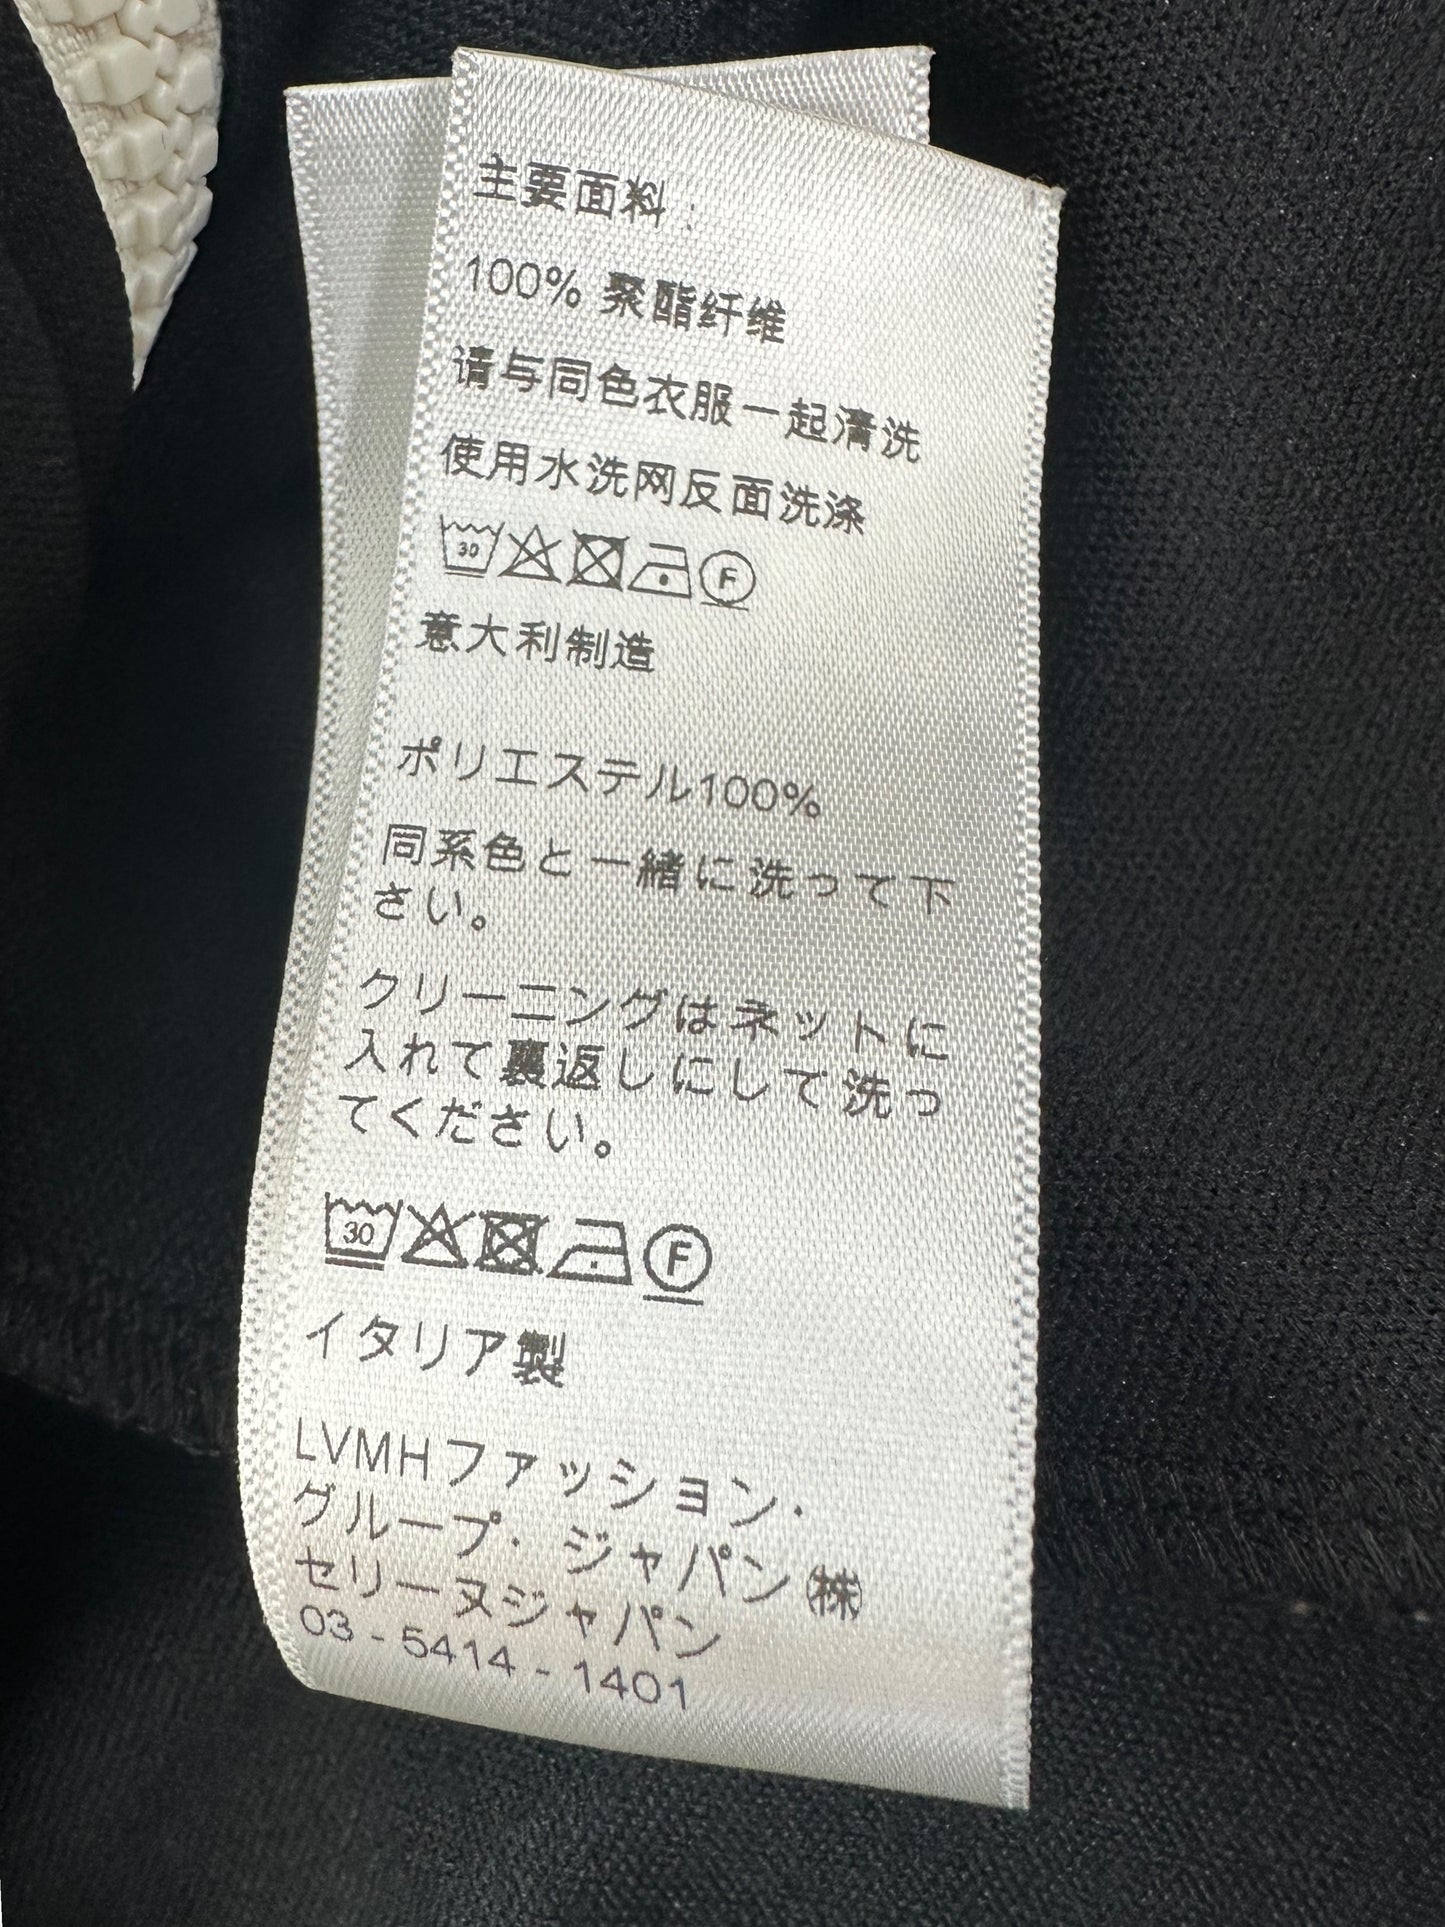 主要面料：
100% 聚酯纤维
请与同色衣服一起清洗
使用水洗网反面洗涤
30 F
意大利制造
ポリエステル100%
同系色と一緒に洗って下
さい。
クリーニングはネットに
入れて裏返しにして洗っ
てください。
30 F
イタリア製
LVMHファッション・
グループ・ジャパン㈱
セリーヌジャパン
03-5414-1401